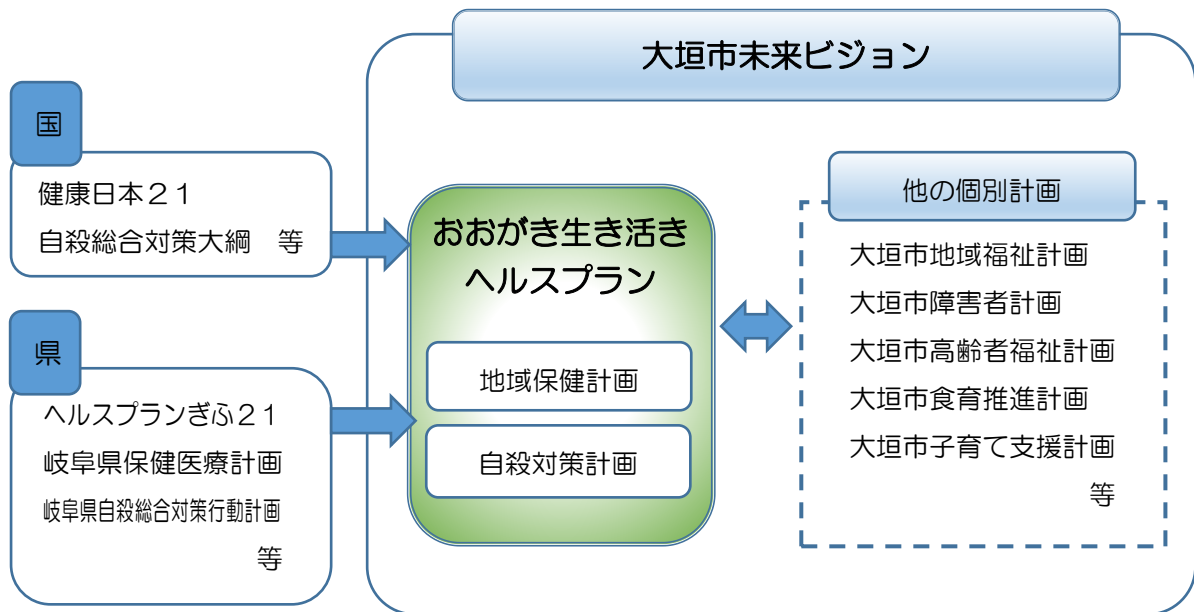 大垣市未来ビジョン
国
健康日本２１
自殺総合対策大綱　等
県
ヘルスプランぎふ２１
岐阜県保健医療計画
岐阜県自殺総合対策行動計画
等
おおがき生き活き
ヘルスプラン
地域保健計画
自殺対策計画
他の個別計画
大垣市地域福祉計画
大垣市障害者計画
大垣市高齢者福祉計画
大垣市食育推進計画
大垣市子育て支援計画
等